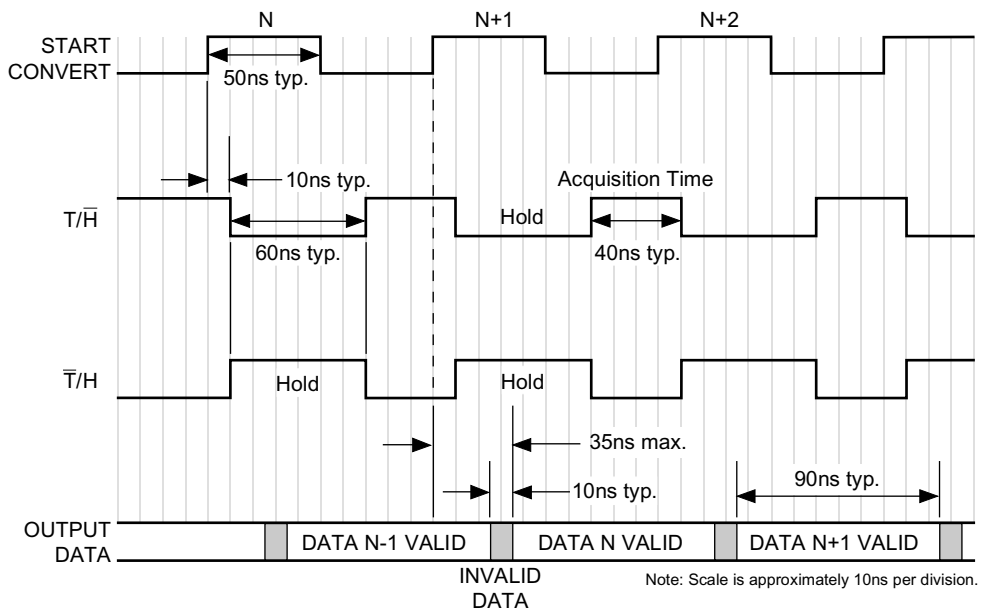 N
N+1
N+2
START
CONVERT
50ns typ.
10ns typ.
Acquisition Time
T/H̅
Hold
60ns typ.
40ns typ.
T̅/H
Hold
Hold
35ns max.
10ns typ.
90ns typ.
OUTPUT
DATA
DATA N-1 VALID
DATA N VALID
DATA N+1 VALID
INVALID
DATA
Note: Scale is approximately 10ns per division.